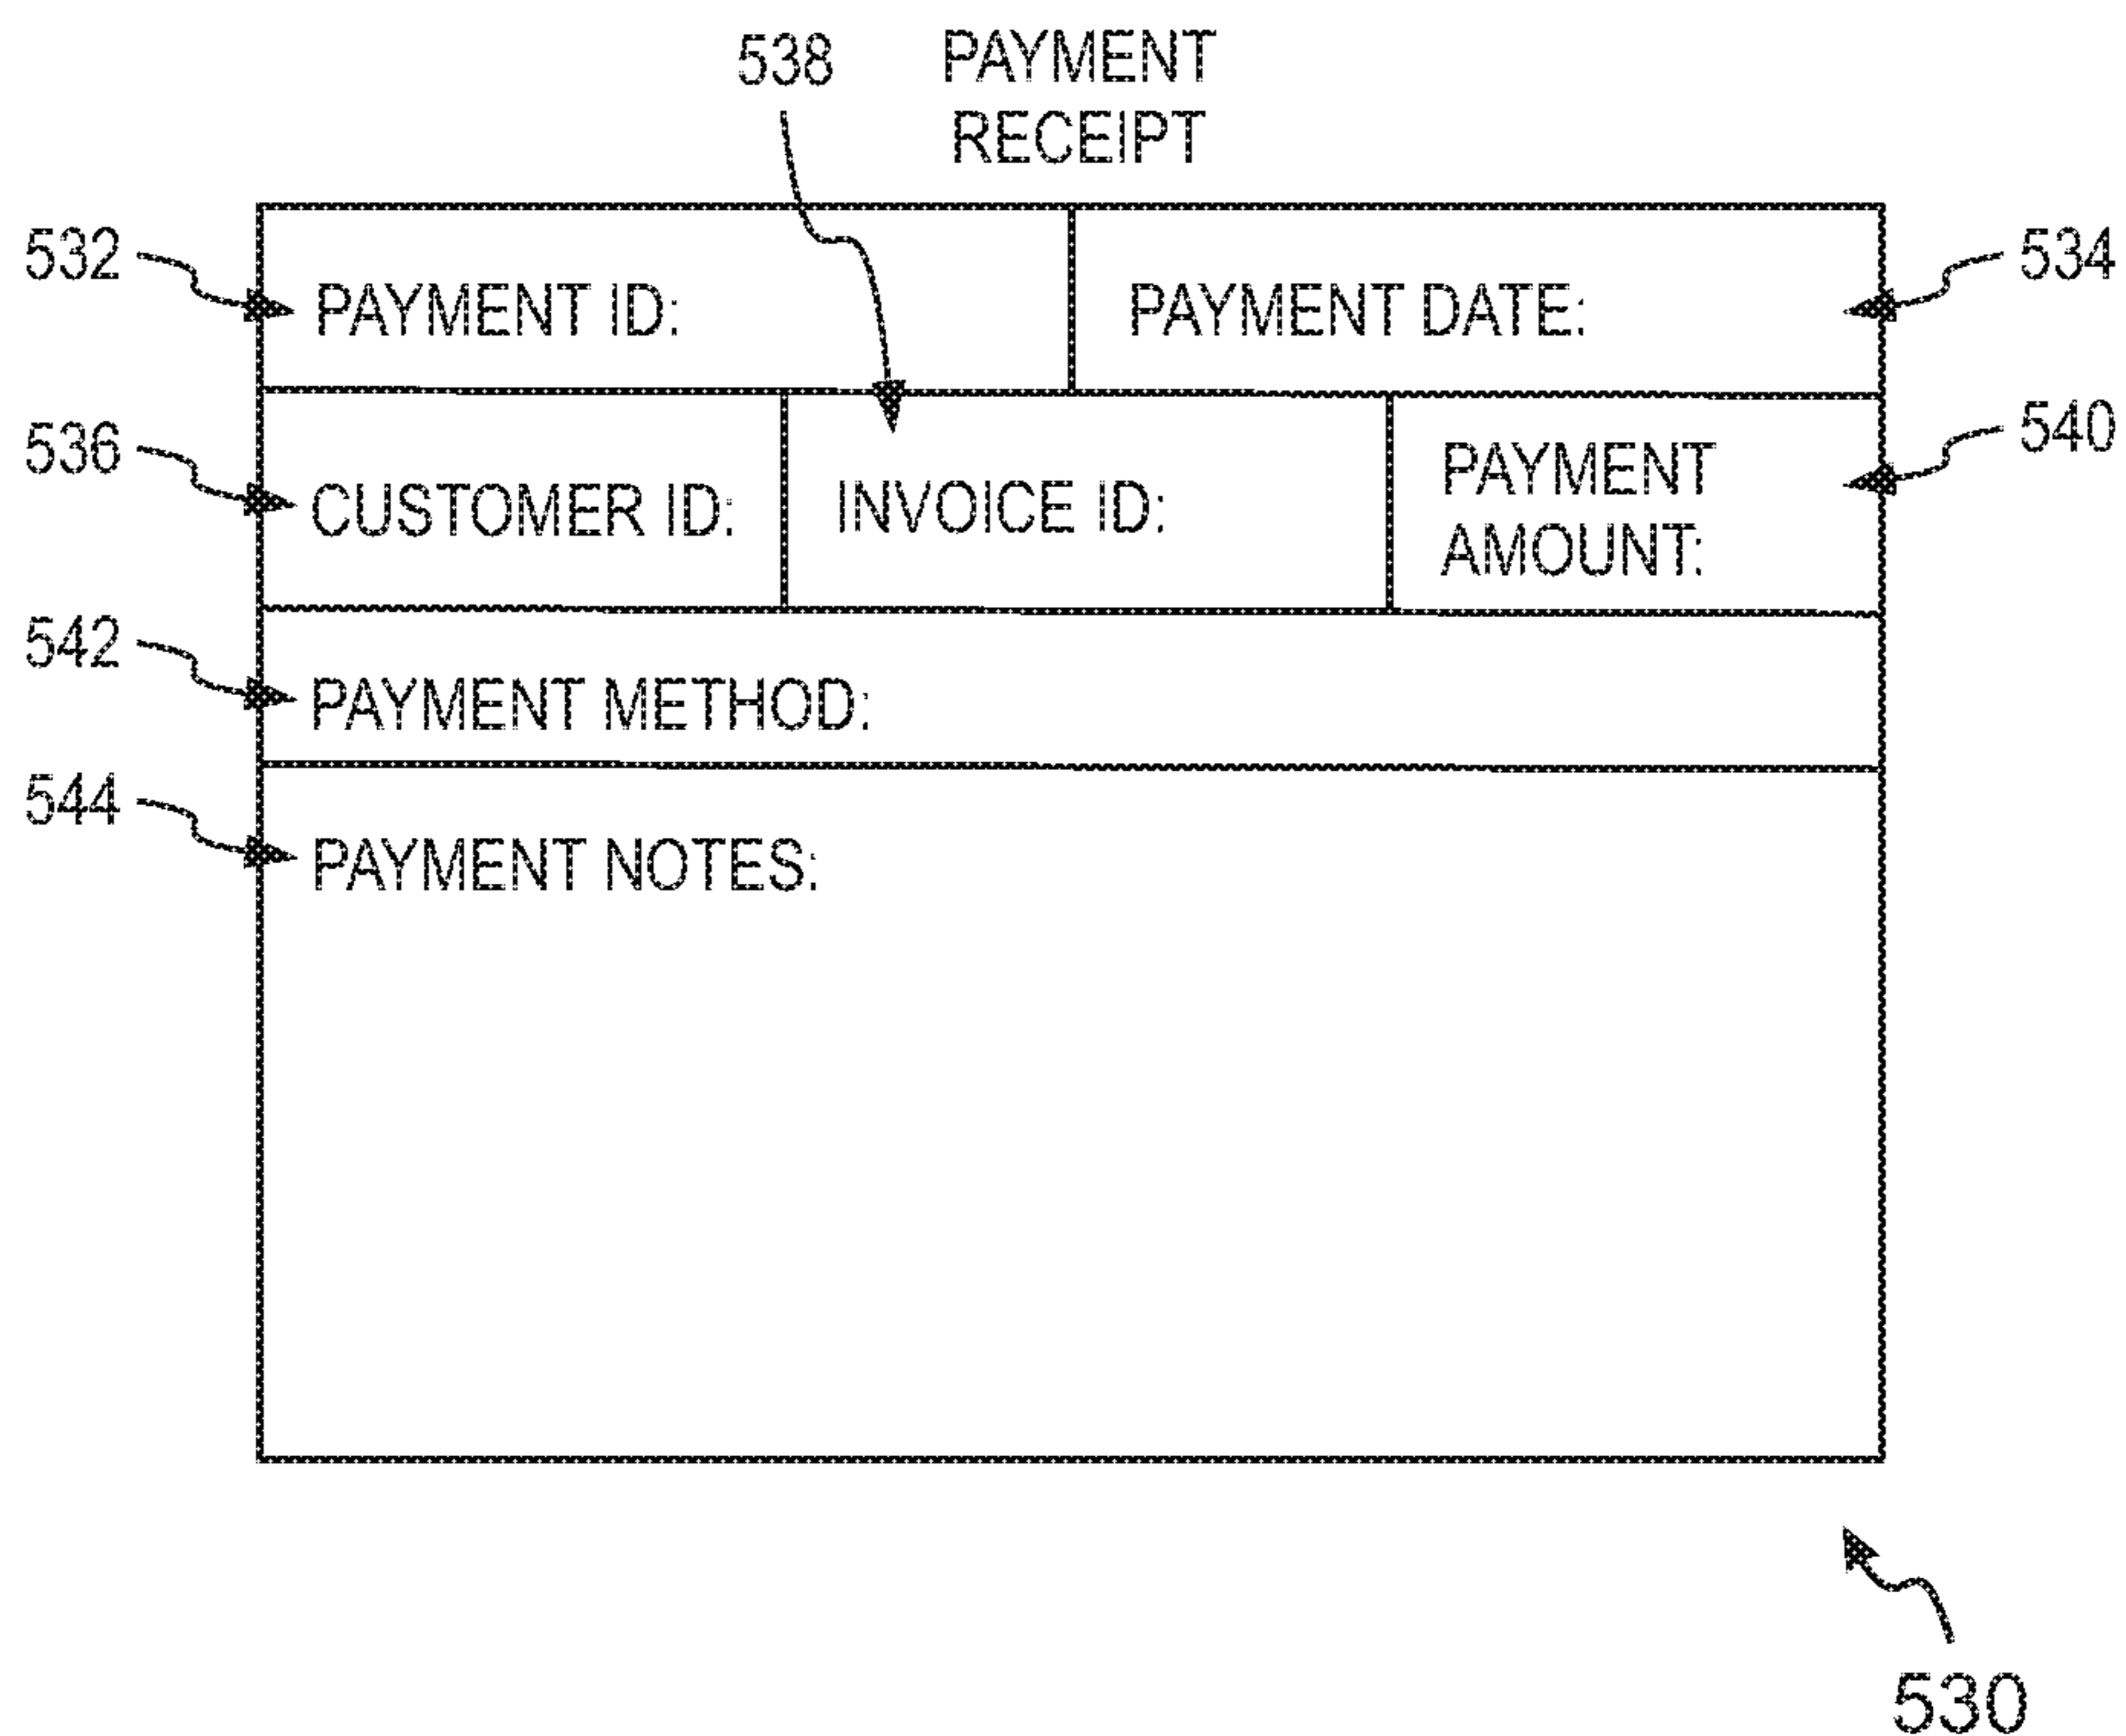 538
PAYMENT
RECEIPT
532
PAYMENT ID:
PAYMENT DATE:
534
536
CUSTOMER ID:
INVOICE ID:
PAYMENT
AMOUNT:
540
542
PAYMENT METHOD:
544
PAYMENT NOTES:
530